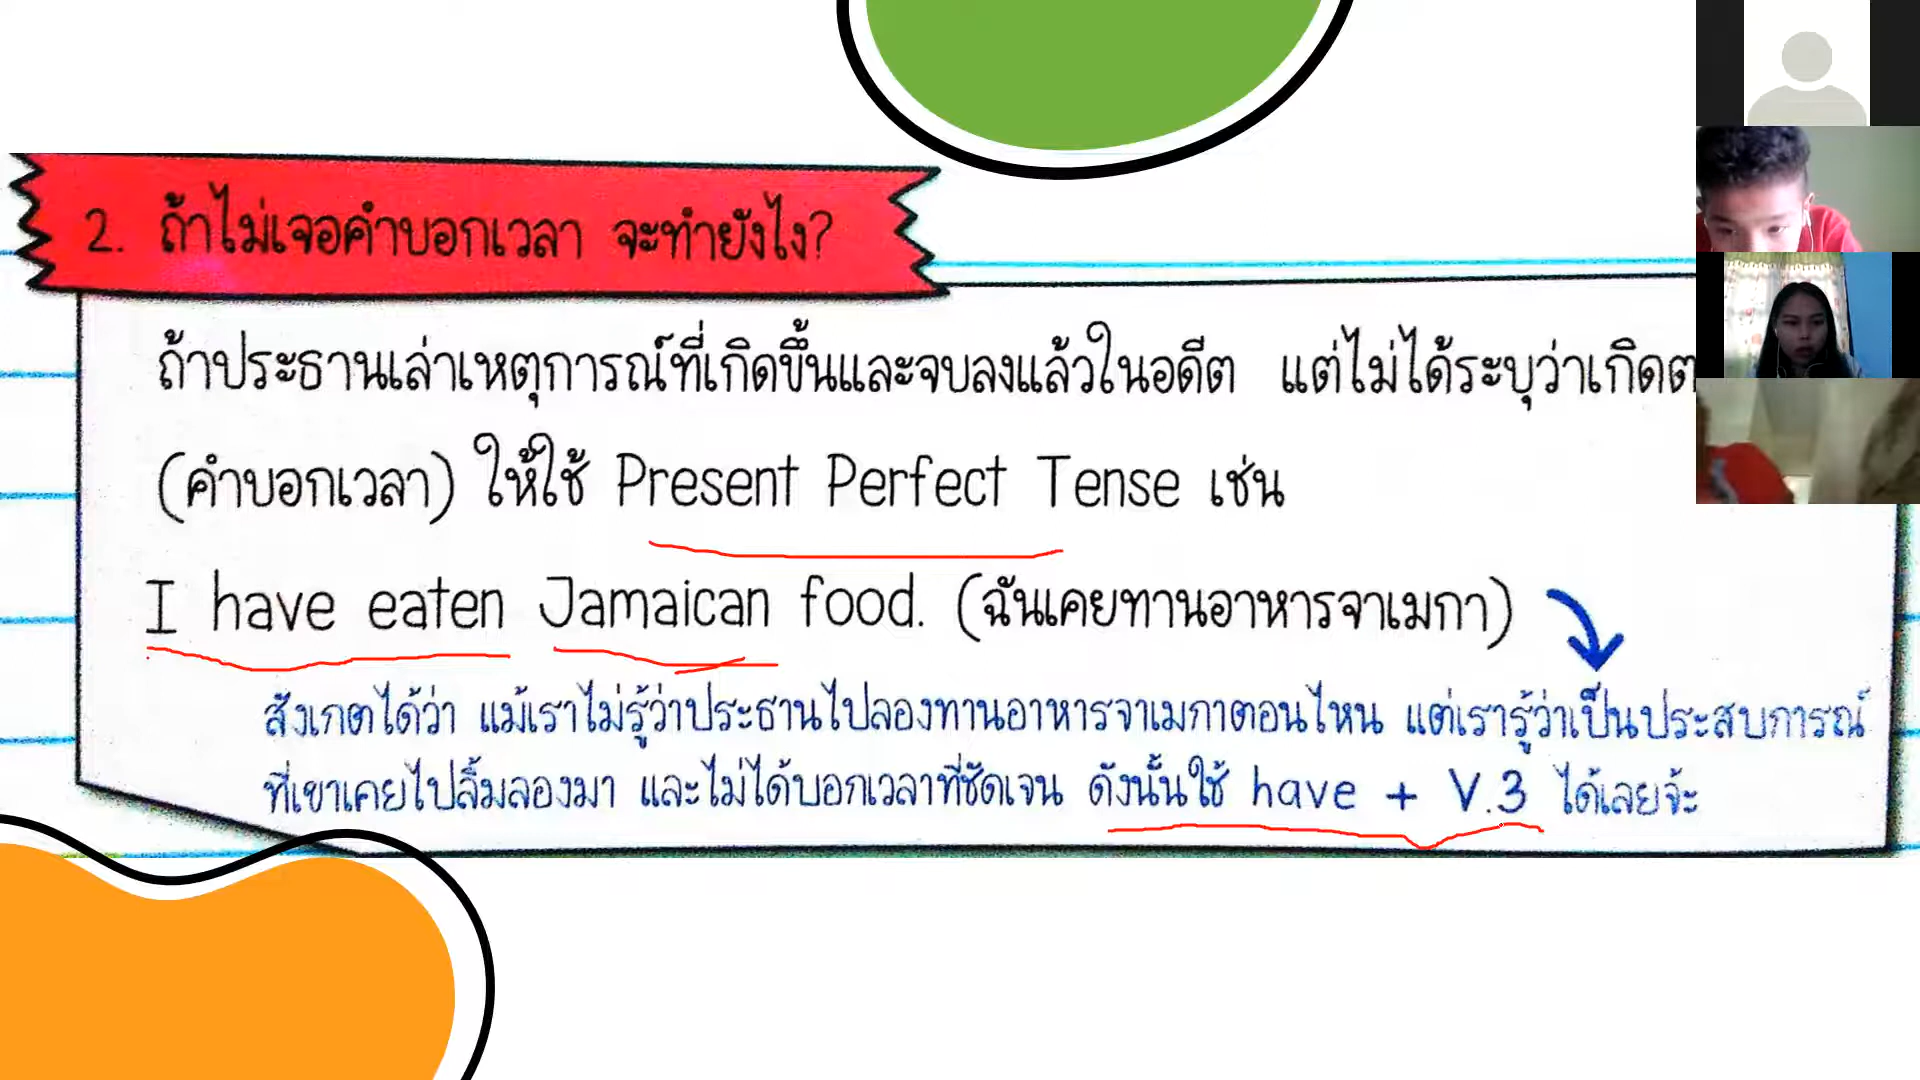 2. ถ้าไม่เจอคำบอกเวลา จะทำยังไง?
ถ้าประธานเล่าเหตุการณ์ที่เกิดขึ้นและจบลงแล้วในอดีต แต่ไม่ได้ระบุว่าเกิดต
(คำบอกเวลา) ให้ใช้ Present Perfect Tense เช่น
I have eaten Jamaican food. (ฉันเคยทานอาหารจาเมกา)
สังเกตได้ว่า แม้เราไม่รู้ว่าประธานไปลองทานอาหารจาเมกาตอนไหน แต่เรารู้ว่าเป็นประสบการณ์
ที่เขาเคยไปลิ้มลองมา และไม่ได้บอกเวลาที่ชัดเจน ดังนั้นใช้ have + V.3 ได้เลยจ้ะ